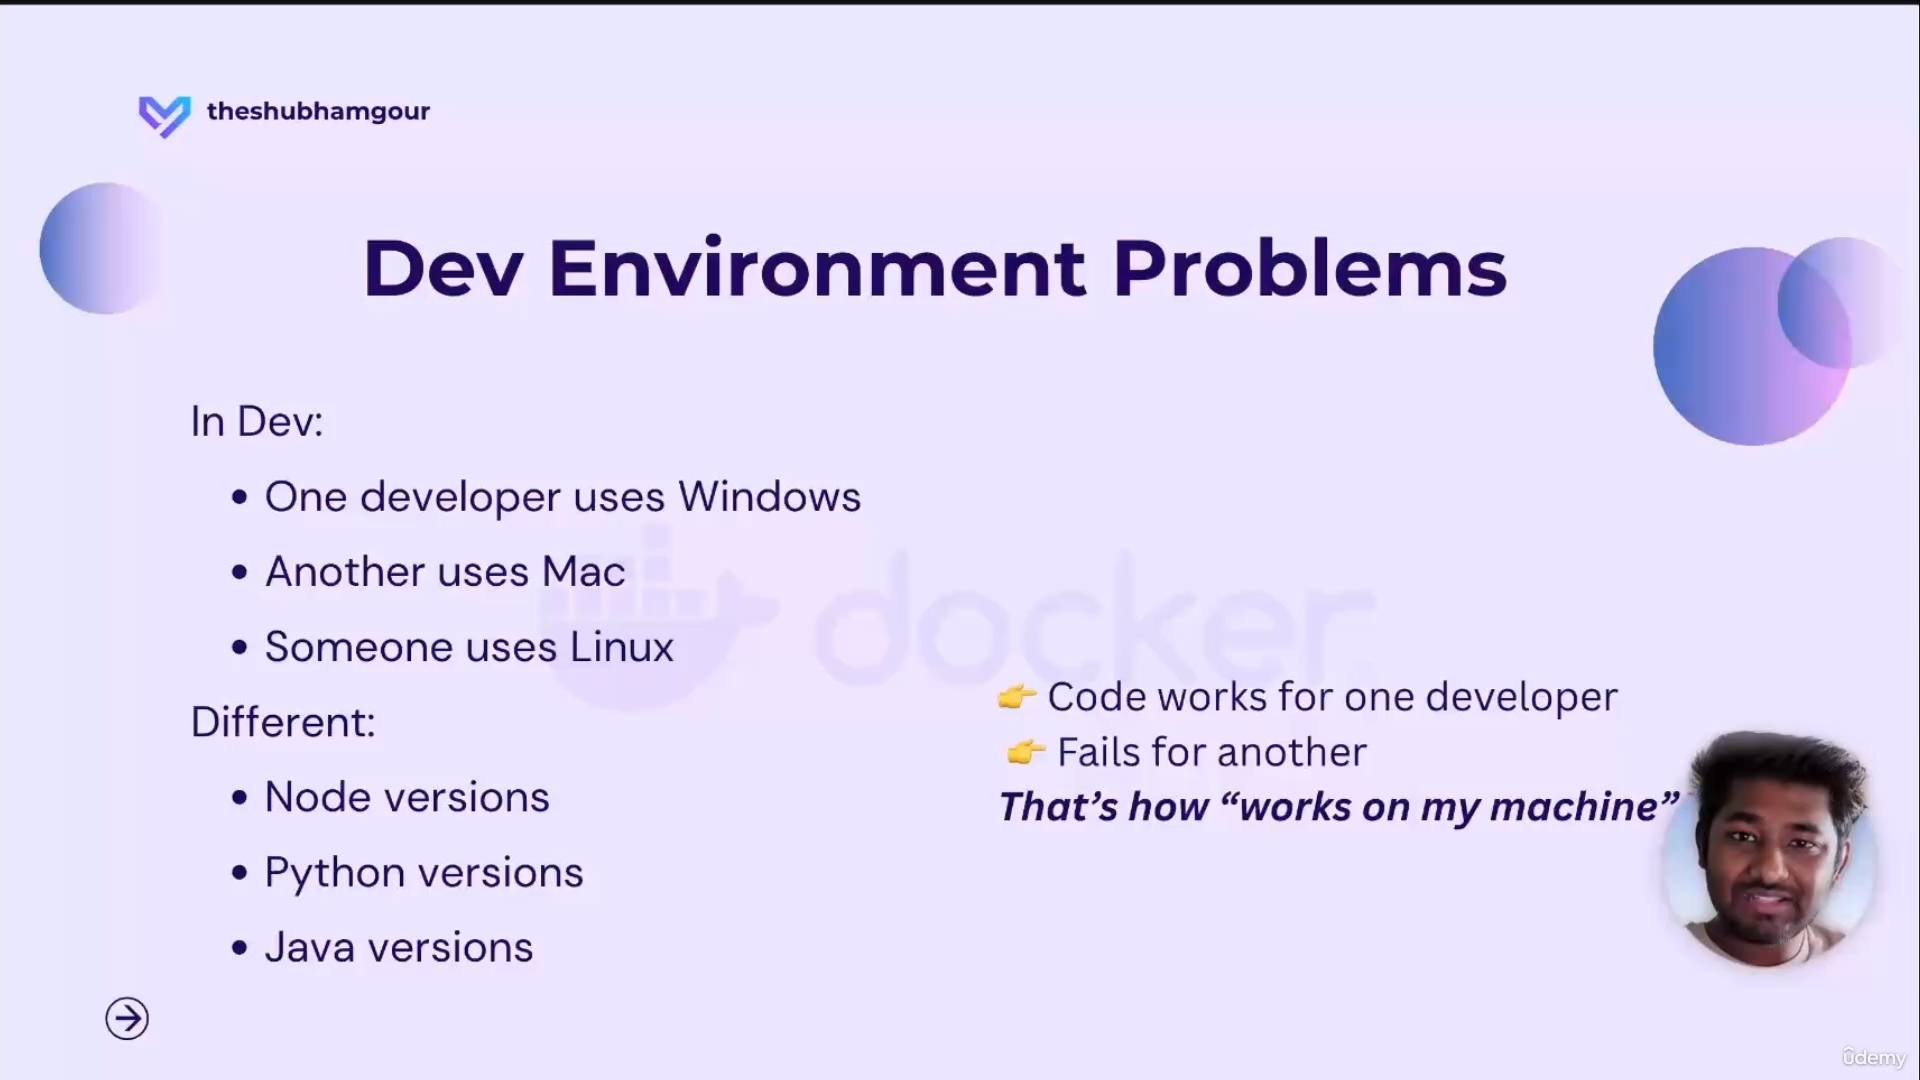 theshubhamgour
Dev Environment Problems
In Dev:
• One developer uses Windows
• Another uses Mac
• Someone uses Linux
Different:
• Node versions
• Python versions
• Java versions
docker
👉 Code works for one developer
👉 Fails for another
That's how “works on my machine”
ûdemy